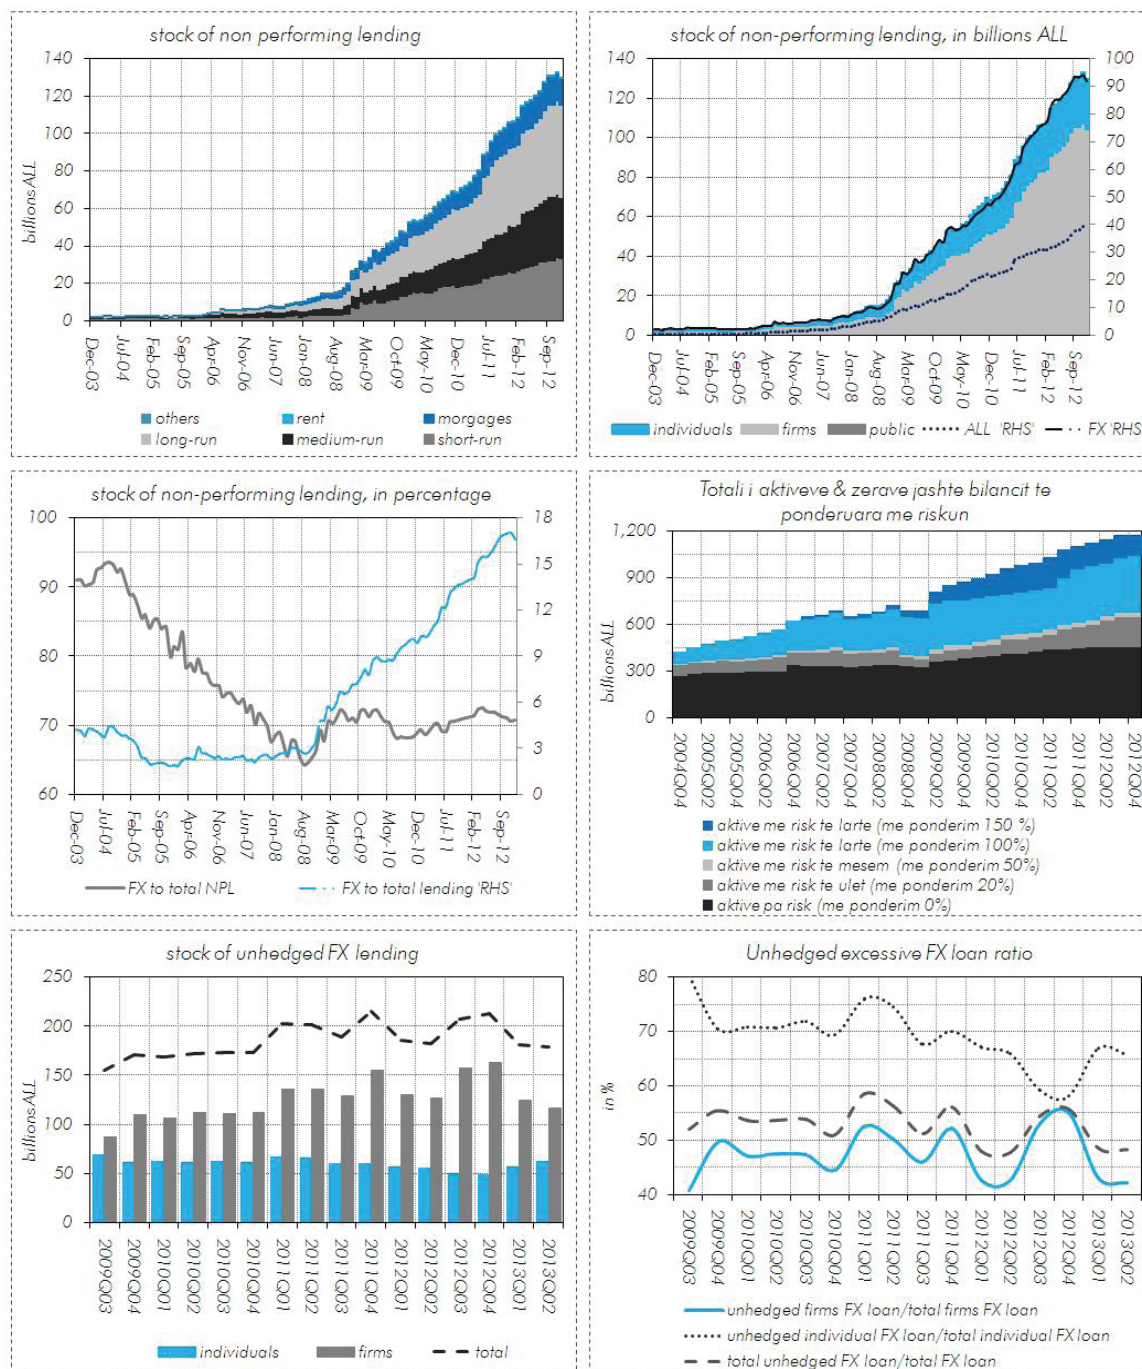 stock of non performing lending
140
120
100
80
60
40
20
0
billionsALL
Dec-03
Jul-04
Feb-05
Sep-05
Apr-06
Nov-06
Jun-07
Jan-08
Aug-08
Mar-09
Oct-09
May-10
Dec-10
Jul-11
Feb-12
Sep-12
others rent morgages
long-run medium-run short-run
stock of non-performing lending, in billions ALL
140
120
100
80
60
40
20
0
100
90
80
70
60
50
40
30
20
10
0
Dec-03
Jul-04
Feb-05
Sep-05
Apr-06
Nov-06
Jun-07
Jan-08
Aug-08
Mar-09
Oct-09
May-10
Dec-10
Jul-11
Feb-12
Sep-12
individuals firms public ALL 'RHS' FX 'RHS'
stock of non-performing lending, in percentage
100
90
80
70
60
18
15
12
9
6
3
0
Dec-03
Jul-04
Feb-05
Sep-05
Apr-06
Nov-06
Jun-07
Jan-08
Aug-08
Mar-09
Oct-09
May-10
Dec-10
Jul-11
Feb-12
Sep-12
FX to total NPL FX to total lending 'RHS'
Totali i aktiveve & zerave jashte bilancit te
ponderuara me riskun
1,200
900
600
300
0
billionsALL
2004Q04
2005Q02
2005Q04
2006Q02
2006Q04
2007Q02
2007Q04
2008Q02
2008Q04
2009Q02
2009Q04
2010Q02
2010Q04
2011Q02
2011Q04
2012Q02
2012Q04
aktive me risk te larte (me ponderim 150 %)
aktive me risk te larte (me ponderim 100%)
aktive me risk te mesem (me ponderim 50%)
aktive me risk te ulet (me ponderim 20%)
aktive pa risk (me ponderim 0%)
stock of unhedged FX lending
250
200
150
100
50
0
billionsALL
2009Q03
2009Q04
2010Q01
2010Q02
2010Q03
2010Q04
2011Q01
2011Q02
2011Q03
2011Q04
2012Q01
2012Q02
2012Q03
2012Q04
2013Q01
2013Q02
individuals firms total
Unhedged excessive FX loan ratio
80
70
60
50
40
in %
2009Q03
2009Q04
2010Q01
2010Q02
2010Q03
2010Q04
2011Q01
2011Q02
2011Q03
2011Q04
2012Q01
2012Q02
2012Q03
2012Q04
2013Q01
2013Q02
unhedged firms FX loan/total firms FX loan
unhedged individual FX loan/total individual FX loan
total unhedged FX loan/total FX loan